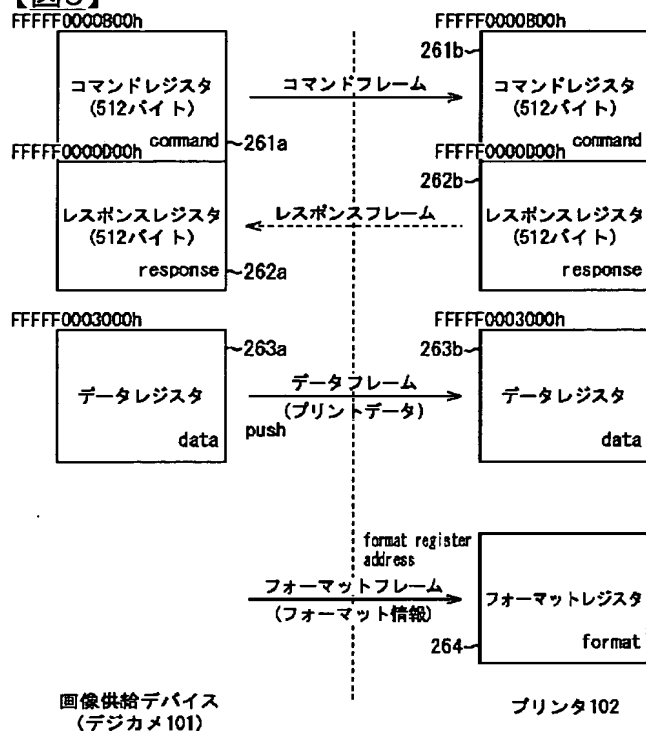 FFFFF0000B00h
FFFFF0000B00h
261b
コマンドレジスタ
(512バイト)
command
261a
コマンドフレーム
コマンドレジスタ
(512バイト)
command
FFFFF0000D00h
FFFFF0000D00h
262b
レスポンスレジスタ
(512バイト)
response
262a
レスポンスフレーム
レスポンスレジスタ
(512バイト)
response
FFFFF0003000h
FFFFF0003000h
263a
263b
データレジスタ
data
データフレーム
(プリントデータ)
push
データレジスタ
data
format register
address
フォーマットフレーム
(フォーマット情報)
フォーマットレジスタ
264
format
画像供給デバイス
(デジカメ101)
プリンタ102